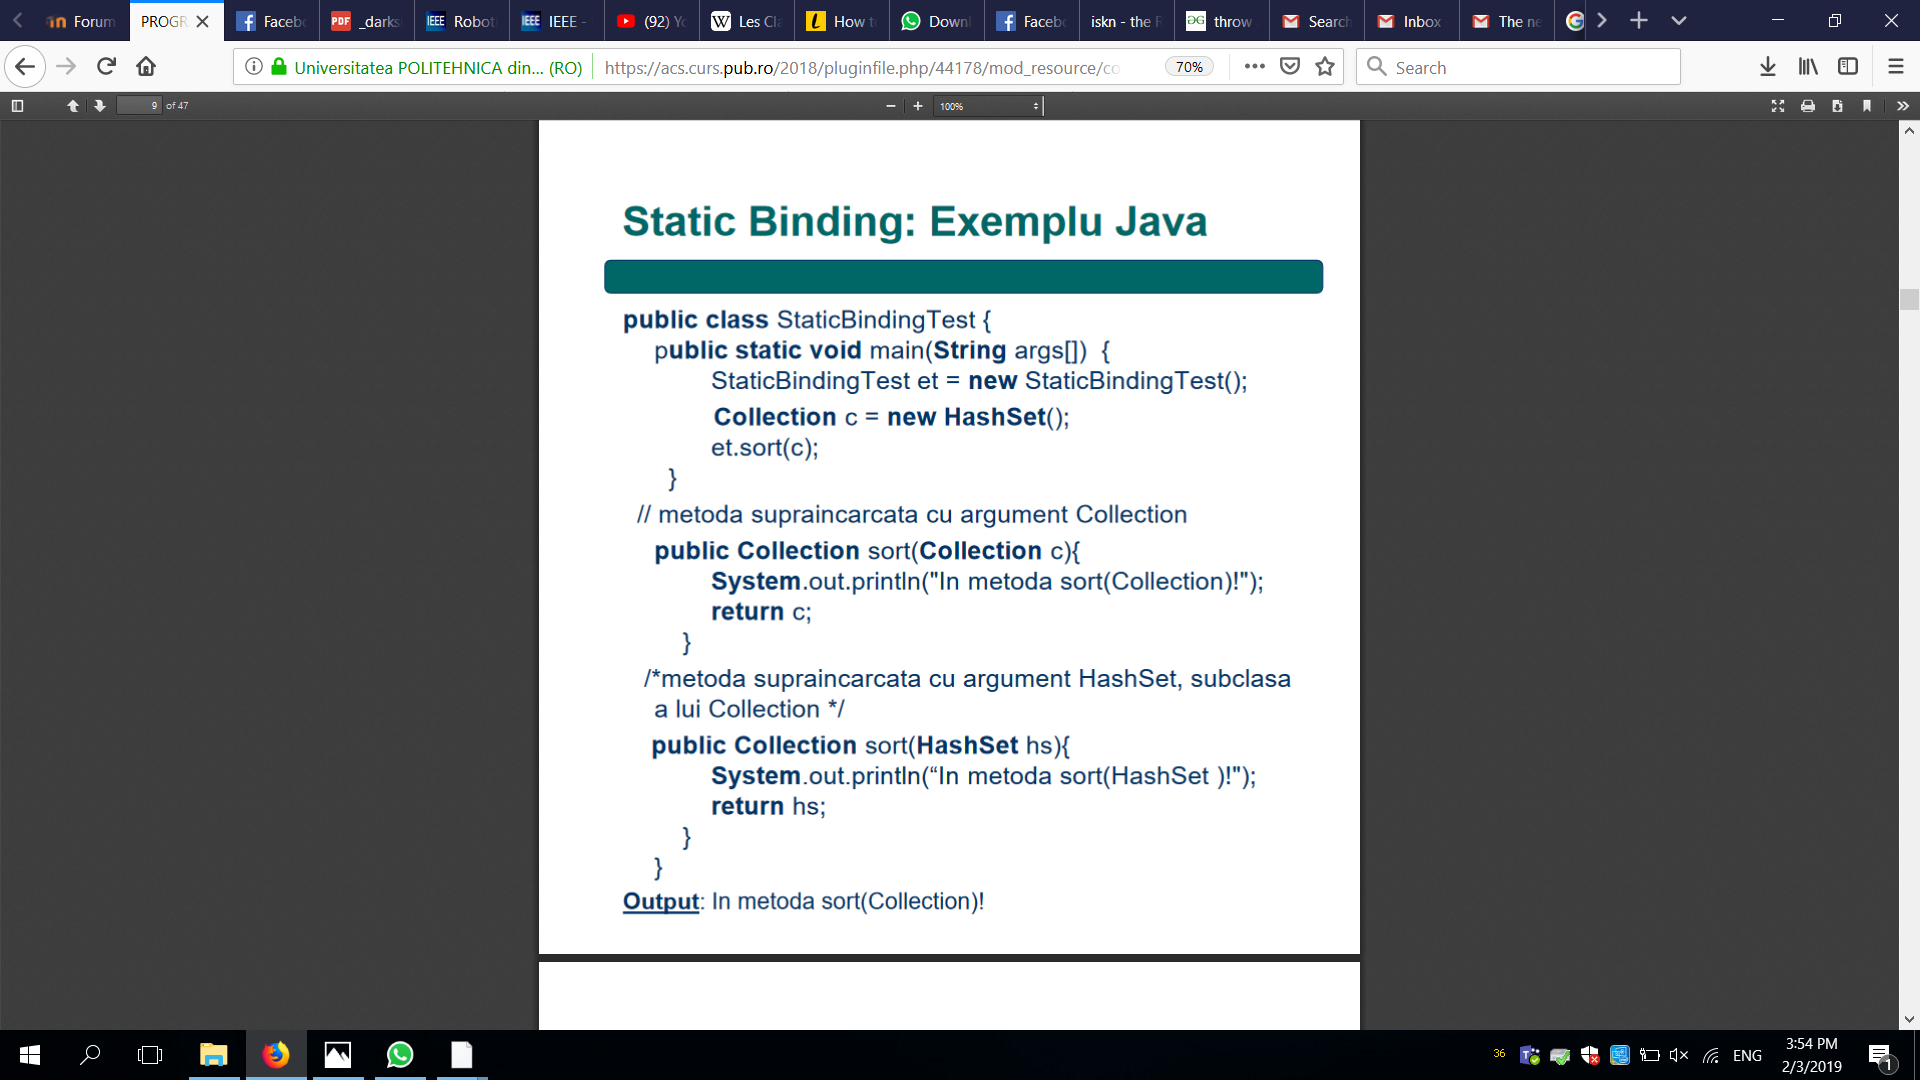 Forum
PROGR
Facebo
_darks
Roboti
IEEE -
(92) Yo
Les Cla
How to
Downl
Facebo
iskn - the R
throw
Search
Inbox
The ne
Universitatea POLITEHNICA din... (RO)
https://acs.curs.pub.ro/2018/pluginfile.php/44178/mod_resource/co
70%
Search
9 of 47
100%
Static Binding: Exemplu Java
public class StaticBindingTest {
public static void main(String args[]) {
StaticBindingTest et = new StaticBindingTest();
Collection c = new HashSet();
et.sort(c);
}
// metoda supraincarcata cu argument Collection
public Collection sort(Collection c){
System.out.println("In metoda sort(Collection)!");
return c;
}
/*metoda supraincarcata cu argument HashSet, subclasa
a lui Collection */
public Collection sort(HashSet hs){
System.out.println(“In metoda sort(HashSet )!");
return hs;
}
}
Output: In metoda sort(Collection)!
36
ENG
3:54 PM
2/3/2019
1